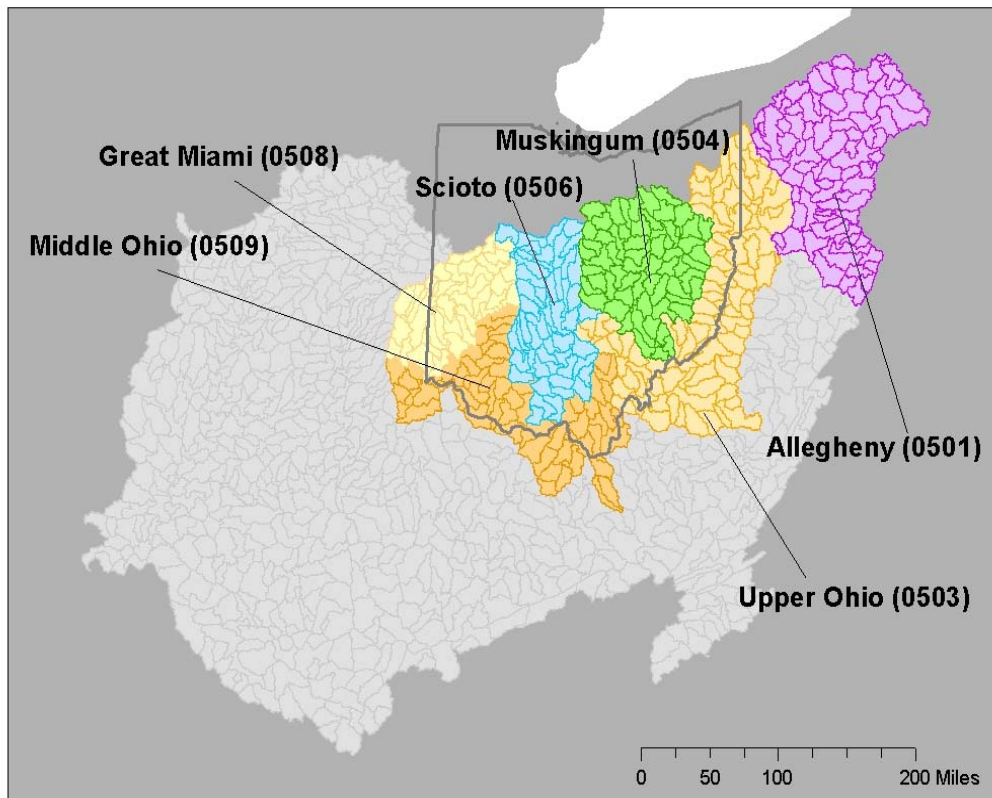 Muskingum (0504)
Great Miami (0508)
Scioto (0506)
Middle Ohio (0509)
Allegheny (0501)
Upper Ohio (0503)
0 50 100 200 Miles